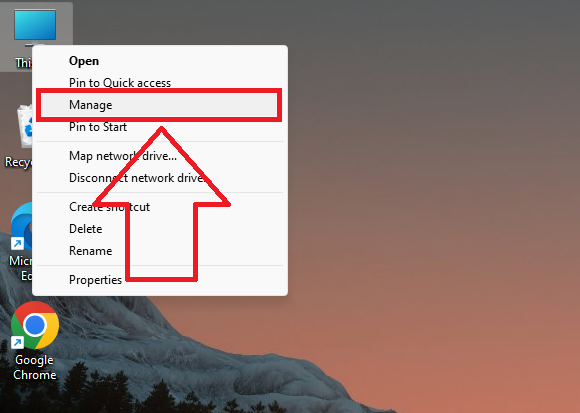 Thi
Open
Pin to Quick access
Manage
Pin to Start
Map network drive...
Disconnect network drive
Create shortcut
Delete
Rename
Properties
Recyc
Micr
Ed
Google
Chrome